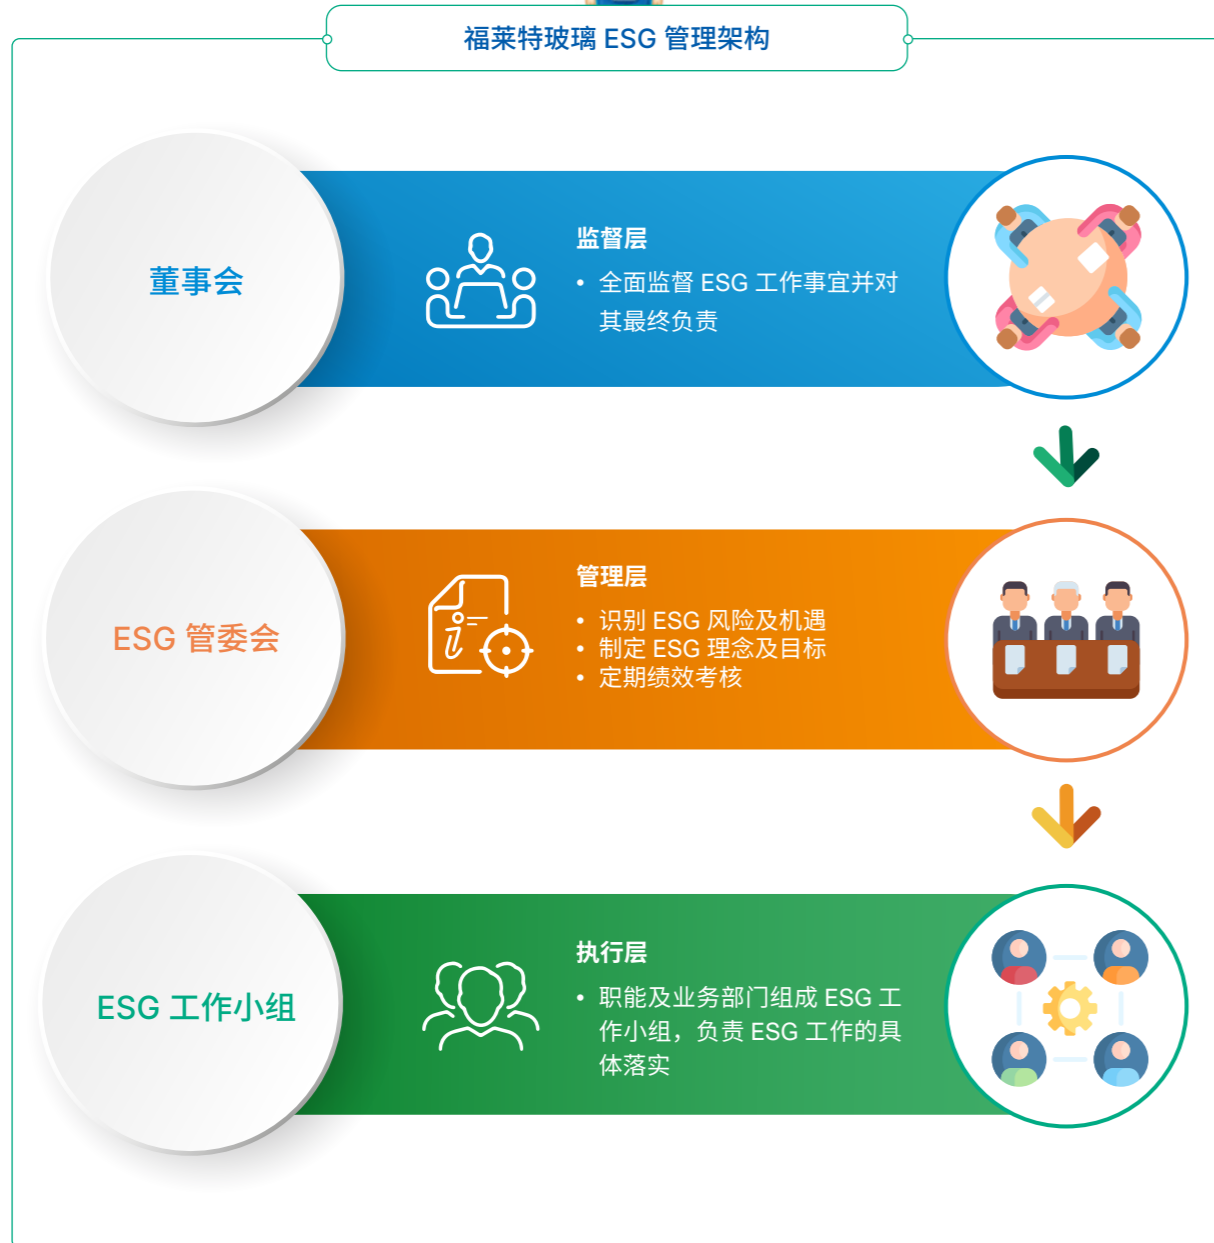 福莱特玻璃 ESG 管理架构
董事会
监督层
• 全面监督 ESG 工作事宜并对
其最终负责
ESG 管委会
管理层
• 识别 ESG 风险及机遇
• 制定 ESG 理念及目标
• 定期绩效考核
ESG 工作小组
执行层
• 职能及业务部门组成 ESG 工
作小组，负责 ESG 工作的具
体落实